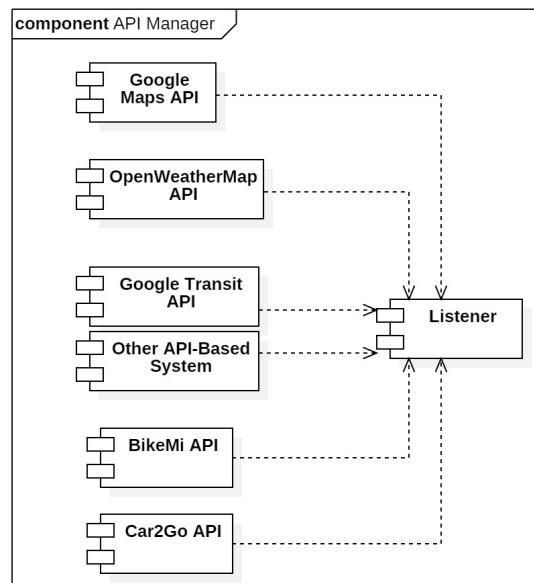 component API Manager
Google
Maps API
OpenWeatherMap
API
Google Transit
API
Listener
Other API-Based
System
BikeMi API
Car2Go API